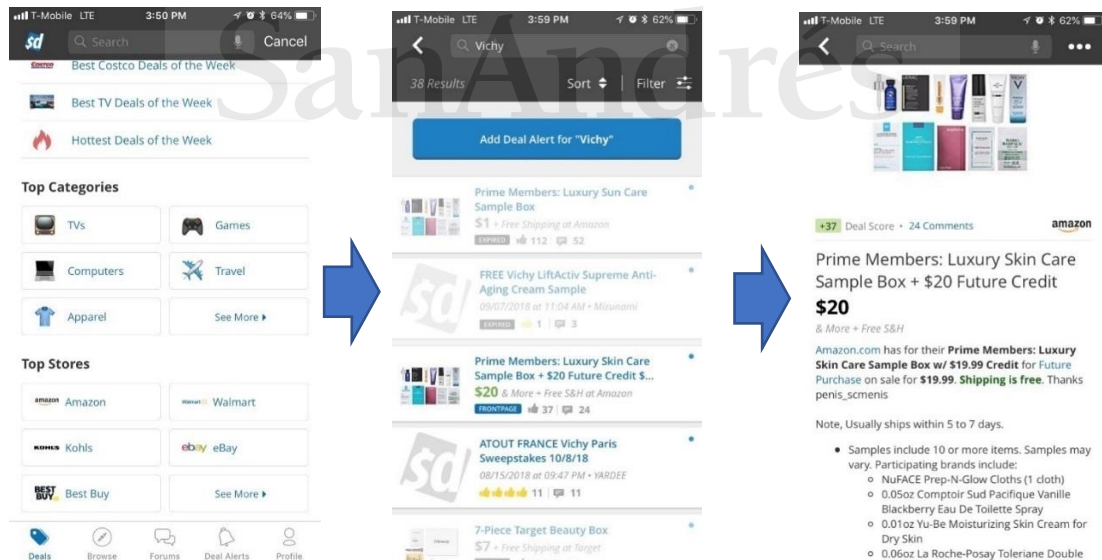 T-Mobile LTE 3:50 PM 64%
sd Search Cancel
Best Costco Deals of the Week
Best TV Deals of the Week
Hottest Deals of the Week
Top Categories
TVs Games
Computers Travel
Apparel See More
Top Stores
amazon Amazon Walmart Walmart
KOHLS Kohls ebay eBay
BEST BUY Best Buy See More
Deals Browse Forums Deal Alerts Profile
T-Mobile LTE 3:59 PM 62%
Vichy
38 Results Sort Filter
Add Deal Alert for "Vichy"
Prime Members: Luxury Sun Care
Sample Box
$1 + Free Shipping at Amazon
EXPIRED 112 52
FREE Vichy LiftActiv Supreme Anti-
Aging Cream Sample
09/07/2018 at 11:04 AM • Mizunami
EXPIRED 1 3
Prime Members: Luxury Skin Care
Sample Box + $20 Future Credit $...
$20 & More + Free S&H at Amazon
FRONTPAGE 37 24
ATOUT FRANCE Vichy Paris
Sweepstakes 10/8/18
08/15/2018 at 09:47 PM • YARDEE
11 11
7-Piece Target Beauty Box
$7 + Free Shipping at Target
T-Mobile LTE 3:59 PM 62%
Search
+37 Deal Score • 24 Comments amazon
Prime Members: Luxury Skin Care
Sample Box + $20 Future Credit
$20
& More + Free S&H
Amazon.com has for their Prime Members: Luxury
Skin Care Sample Box w/ $19.99 Credit for Future
Purchase on sale for $19.99. Shipping is free. Thanks
penis_scmenis
Note, Usually ships within 5 to 7 days.
• Samples include 10 or more items. Samples may
vary. Participating brands include:
NuFACE Prep-N-Glow Cloths (1 cloth)
0.05oz Comptoir Sud Pacifique Vanille
Blackberry Eau De Toilette Spray
0.01oz Yu-Be Moisturizing Skin Cream for
Dry Skin
0.06oz La Roche-Posay Toleriane Double
SanAndrés